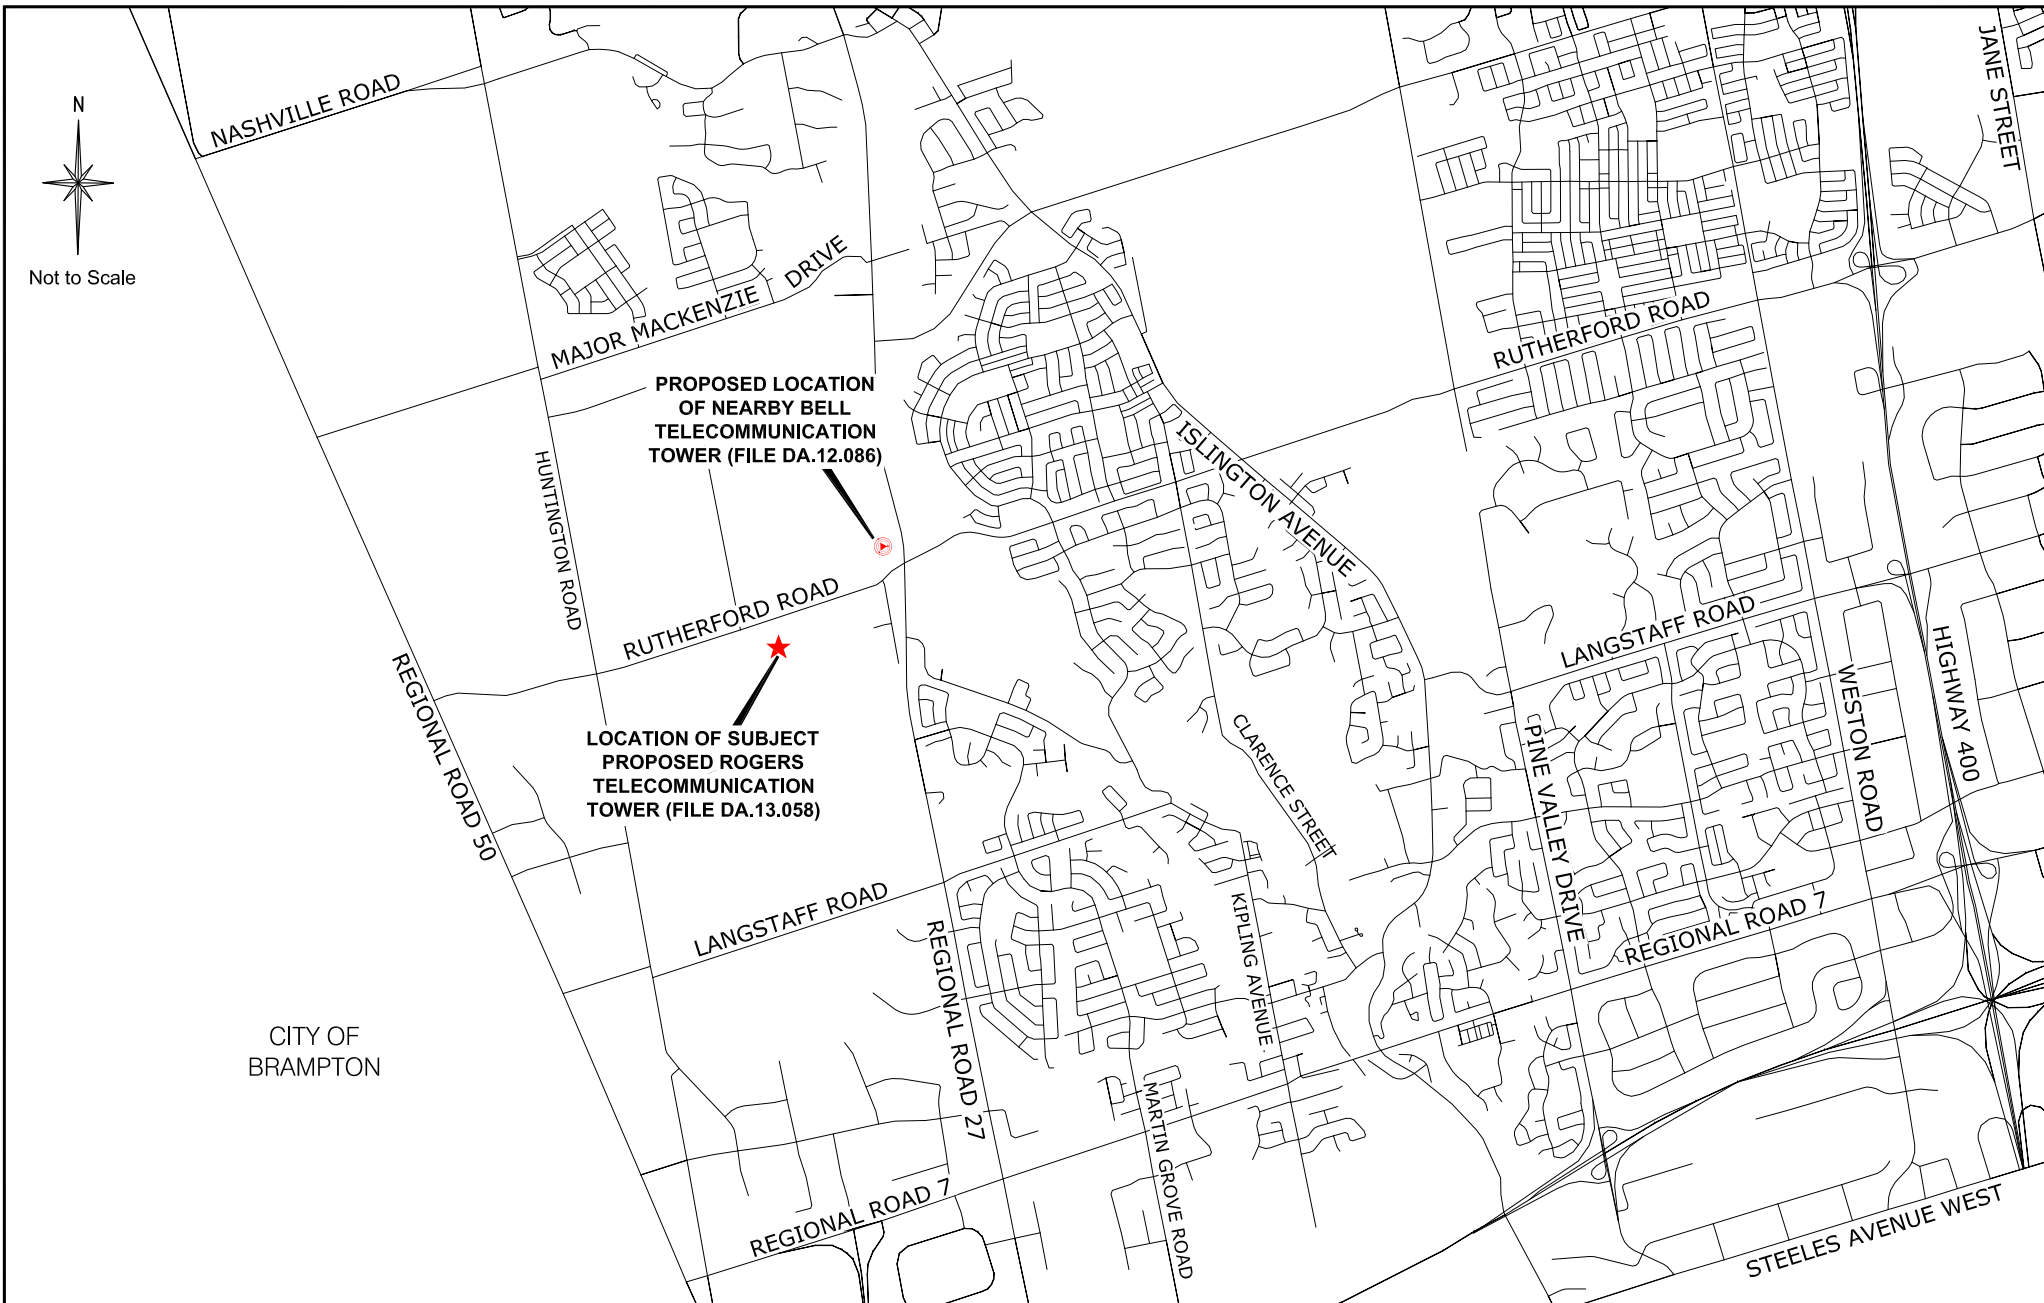 JANE STREET
NASHVILLE ROAD
N
Not to Scale
MAJOR MACKENZIE DRIVE
RUTHERFORD ROAD
PROPOSED LOCATION
OF NEARBY BELL
TELECOMMUNICATION
TOWER (FILE DA.12.086)
ISLINGTON AVENUE
HUNTINGTON ROAD
RUTHERFORD ROAD
LANGSTAFF ROAD
REGIONAL ROAD 50
LOCATION OF SUBJECT
PROPOSED ROGERS
TELECOMMUNICATION
TOWER (FILE DA.13.058)
CLARENCE STREET
PINE VALLEY DRIVE
WESTON ROAD
HIGHWAY 400
LANGSTAFF ROAD
REGIONAL ROAD 27
KIPLING AVENUE
REGIONAL ROAD 7
CITY OF
BRAMPTON
MARTIN GROVE ROAD
REGIONAL ROAD 7
STEELES AVENUE WEST